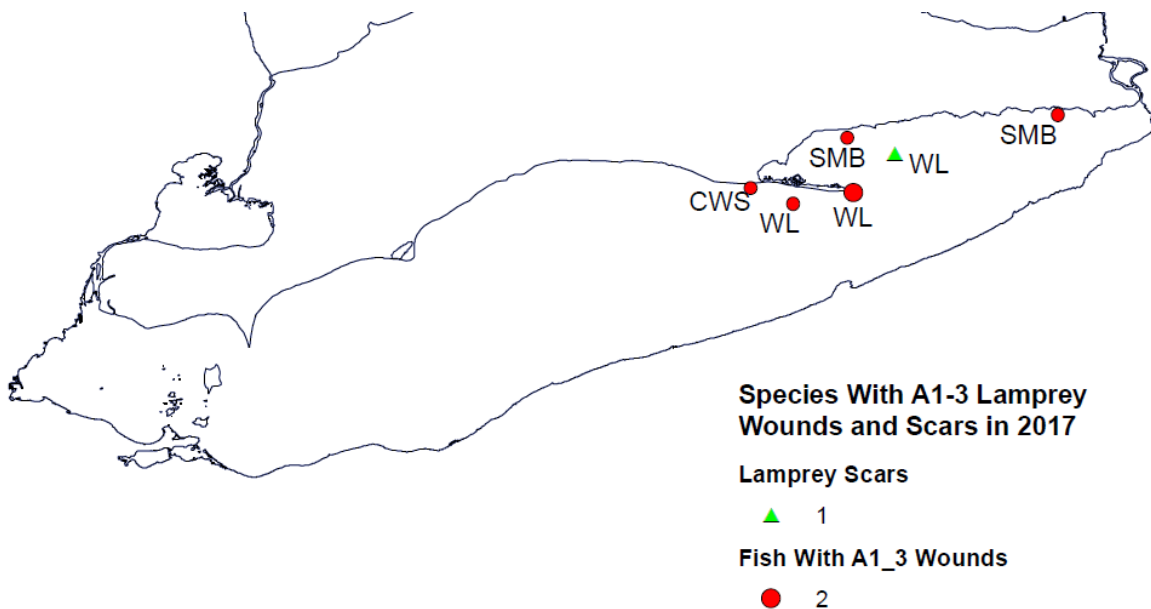 SMB
SMB
WL
CWS
WL
WL
Species With A1-3 Lamprey
Wounds and Scars in 2017
Lamprey Scars
1
Fish With A1_3 Wounds
2